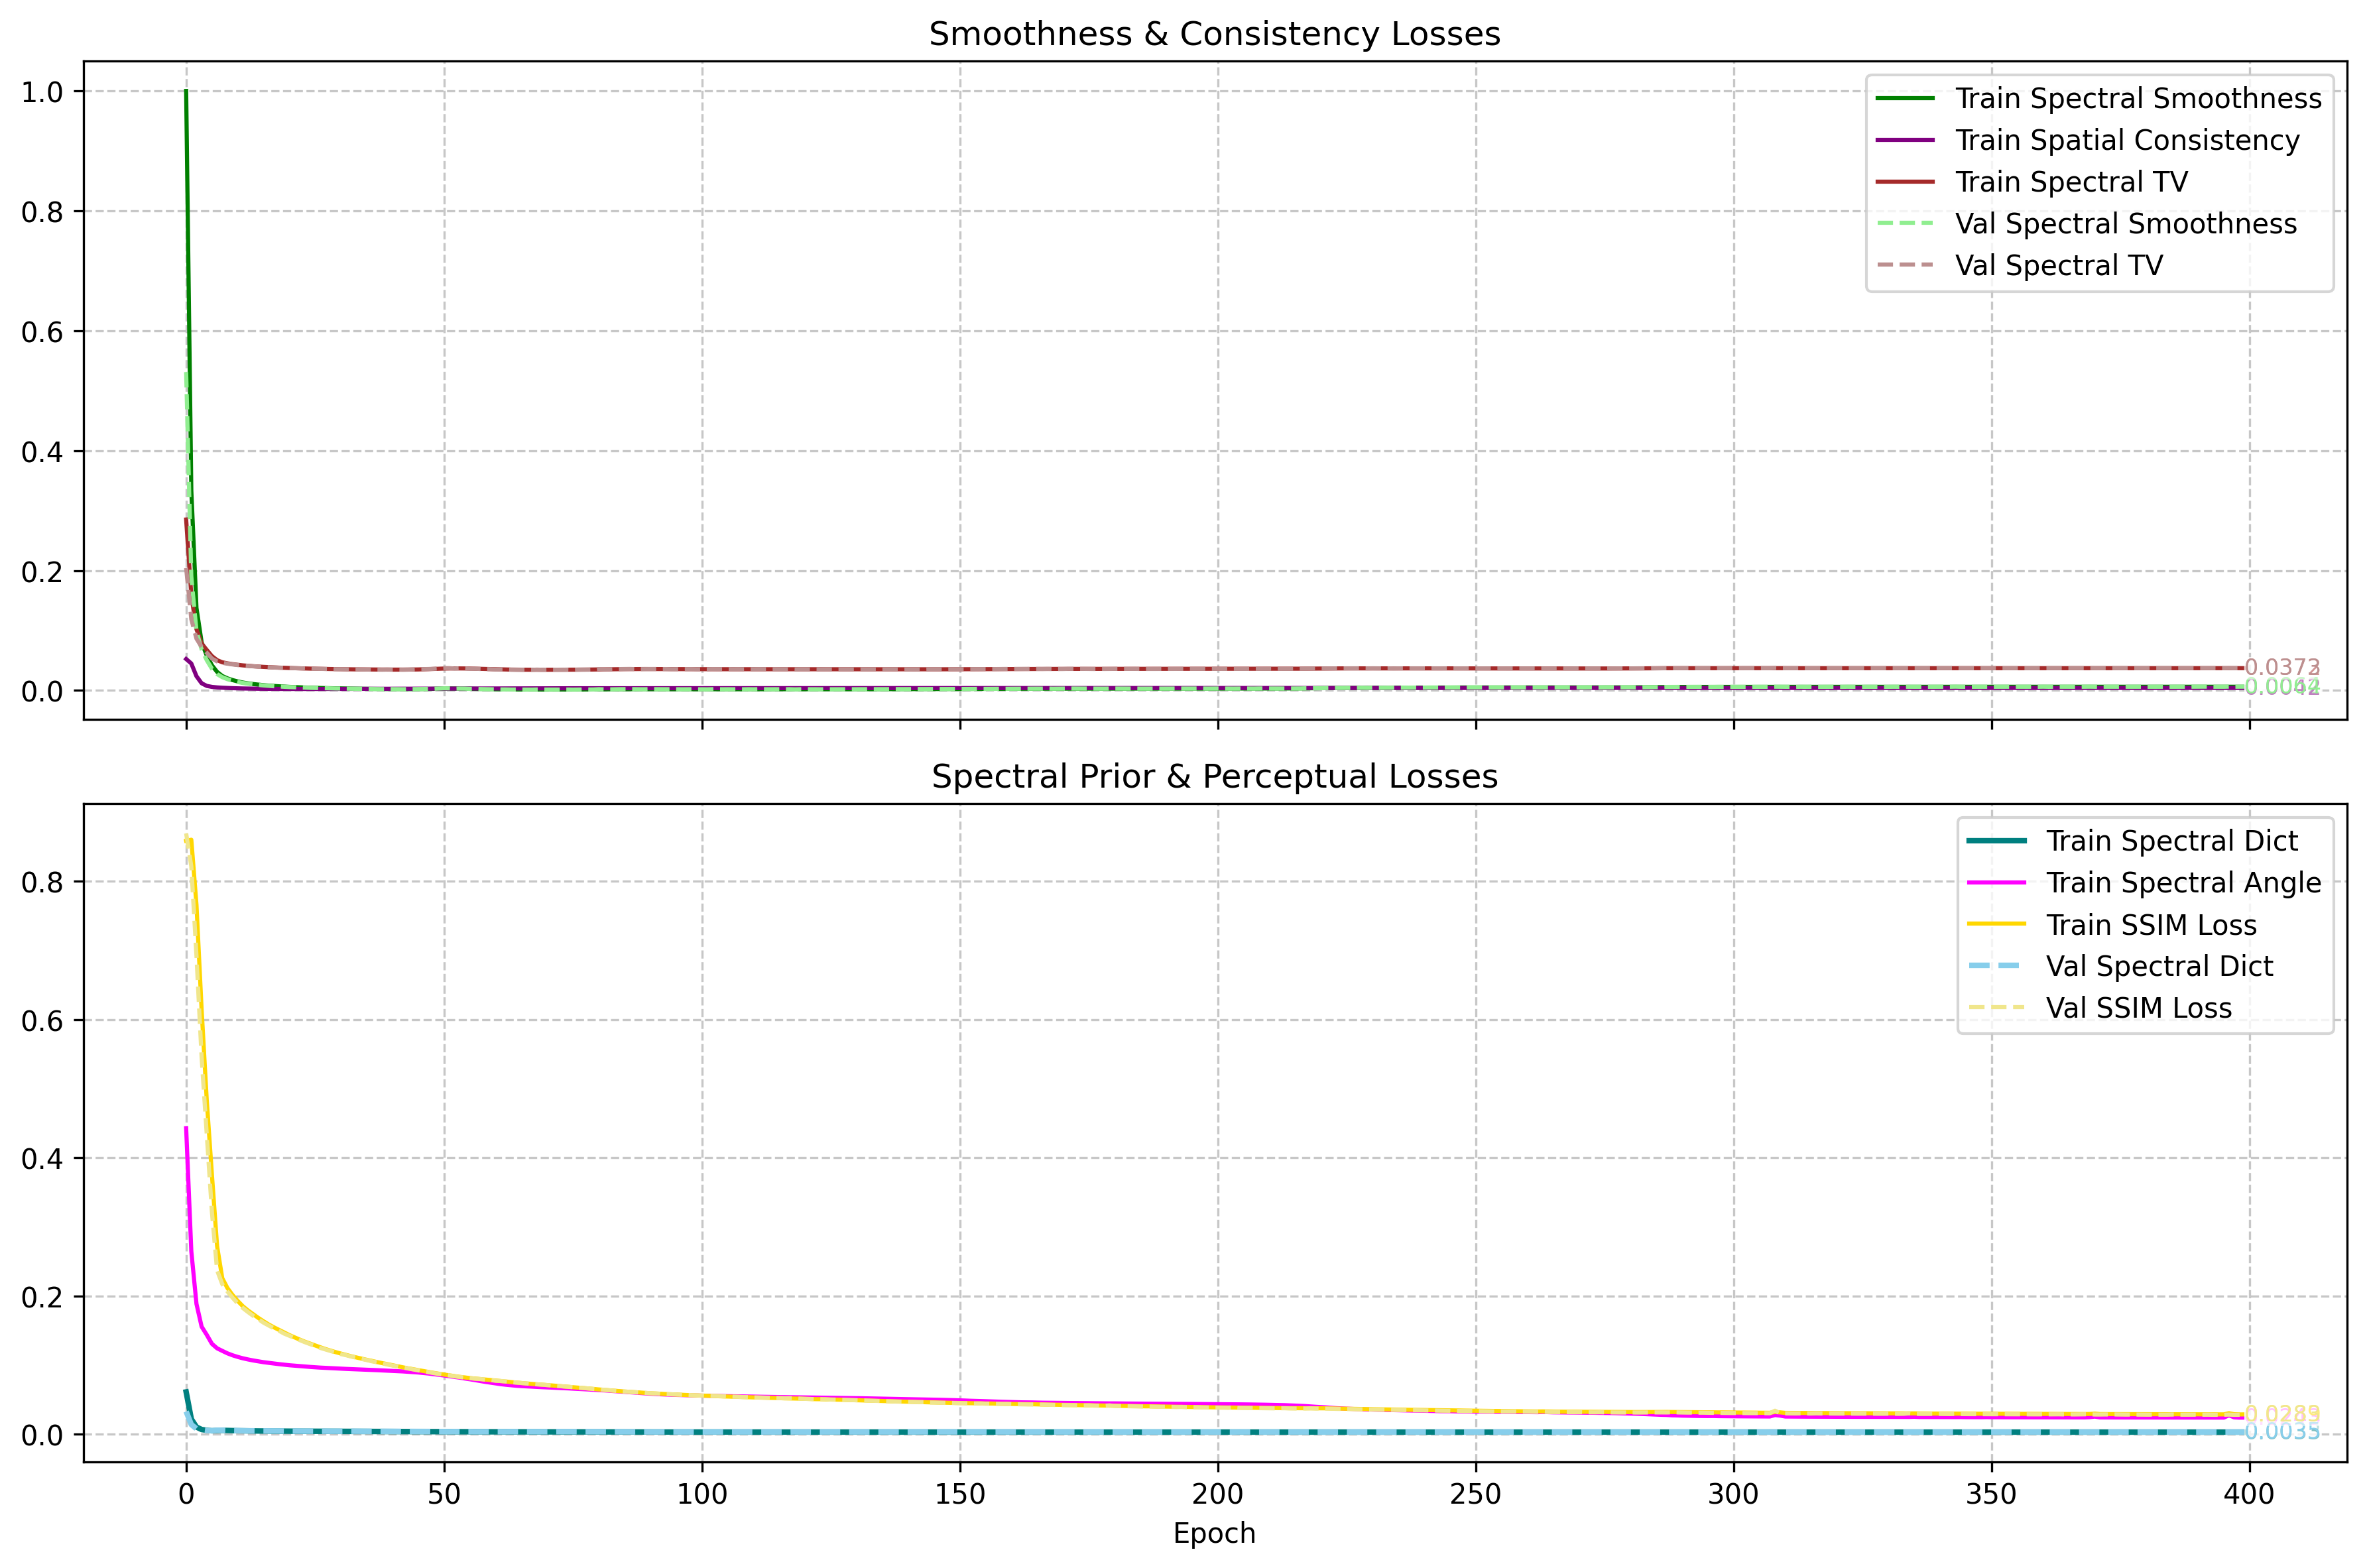 Smoothness & Consistency Losses
1.0
0.8
0.6
0.4
0.2
0.0
Train Spectral Smoothness
Train Spatial Consistency
Train Spectral TV
Val Spectral Smoothness
Val Spectral TV
Spectral Prior & Perceptual Losses
0.8
0.6
0.4
0.2
0.0
Train Spectral Dict
Train Spectral Angle
Train SSIM Loss
Val Spectral Dict
Val SSIM Loss
0.0035
0 50 100 150 200 250 300 350 400
Epoch